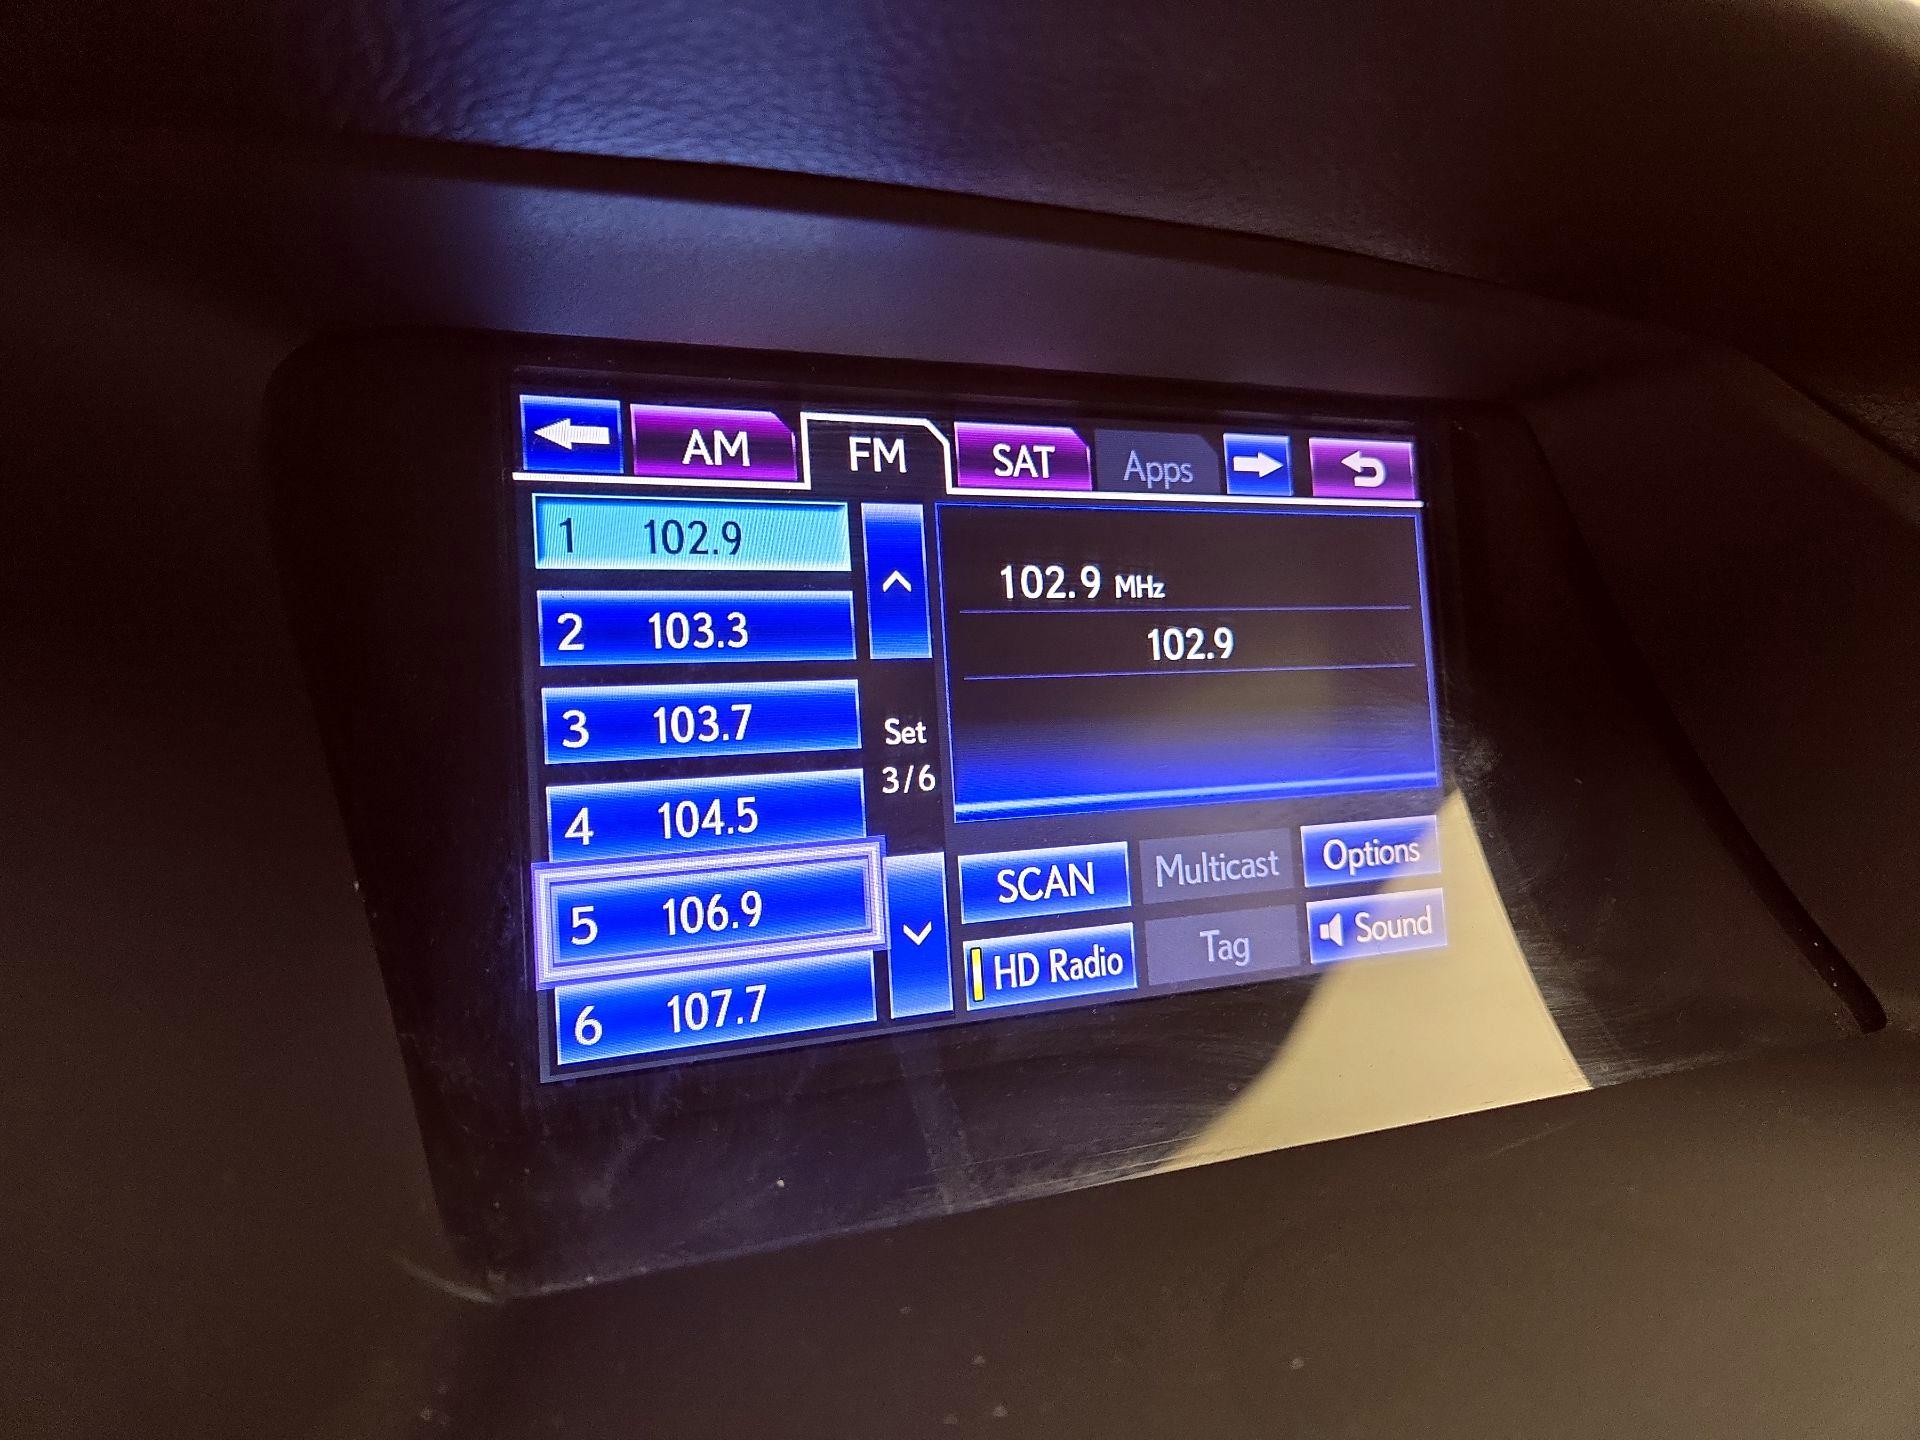 AM FM SAT Apps
1 102.9
2 103.3
3 103.7
4 104.5
5 106.9
6 107.7
Set
3/6
102.9 MHz
102.9
SCAN Multicast Options
HD Radio Tag Sound